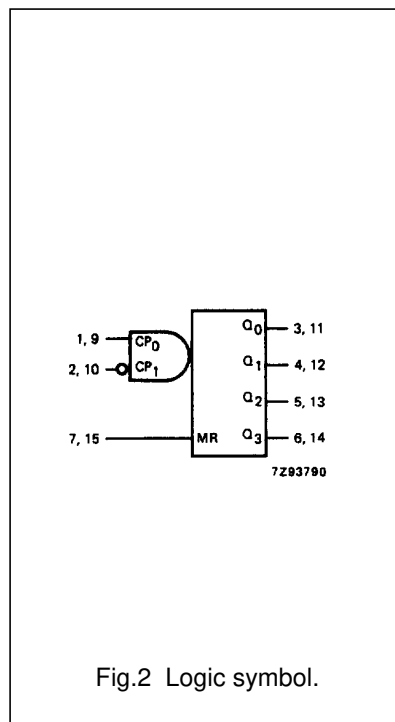 Q0 3, 11
1, 9 CP0
Q1 4, 12
2, 10 CP1
Q2 5, 13
7, 15 MR Q3 6, 14
7Z93790
Fig.2 Logic symbol.